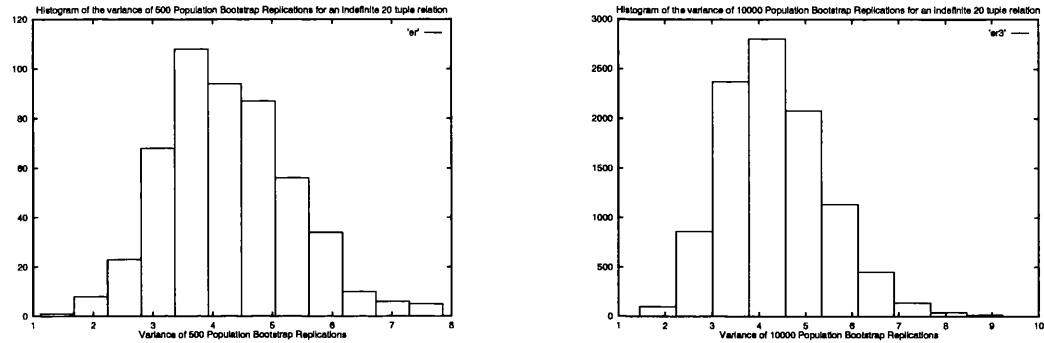 Histogram of the variance of 500 Population Bootstrap Replications for an indefinite 20 tuple relation
'er'
120
100
80
60
40
20
0
1 2 3 4 5 6 7 8
Variance of 500 Population Bootstrap Replications
Histogram of the variance of 10000 Population Bootstrap Replications for an indefinite 20 tuple relation
'er3'
3000
2500
2000
1500
1000
500
0
1 2 3 4 5 6 7 8 9 10
Variance of 10000 Population Bootstrap Replications